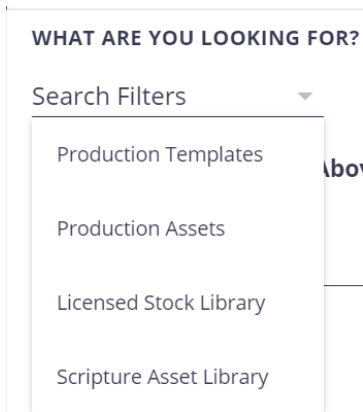 WHAT ARE YOU LOOKING FOR?
Search Filters
Production Templates
Production Assets
Licensed Stock Library
Scripture Asset Library